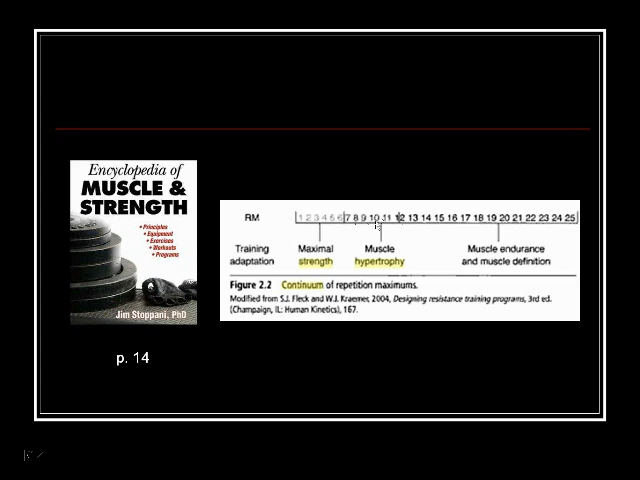 Encyclopedia of
MUSCLE &
STRENGTH
• Principles
• Equipment
• Exercises
• Workouts
• Programs
Jim Stoppani, PhD
p. 14
RM 1 2 3 4 5 6 7 8 9 10 11 12 13 14 15 16 17 18 19 20 21 22 23 24 25
Training adaptation
Maximal strength
Muscle hypertrophy
Muscle endurance and muscle definition
Figure 2.2 Continuum of repetition maximums.
Modified from S.J. Fleck and W.J. Kraemer, 2004, Designing resistance training programs, 3rd ed.
(Champaign, IL: Human Kinetics), 167.